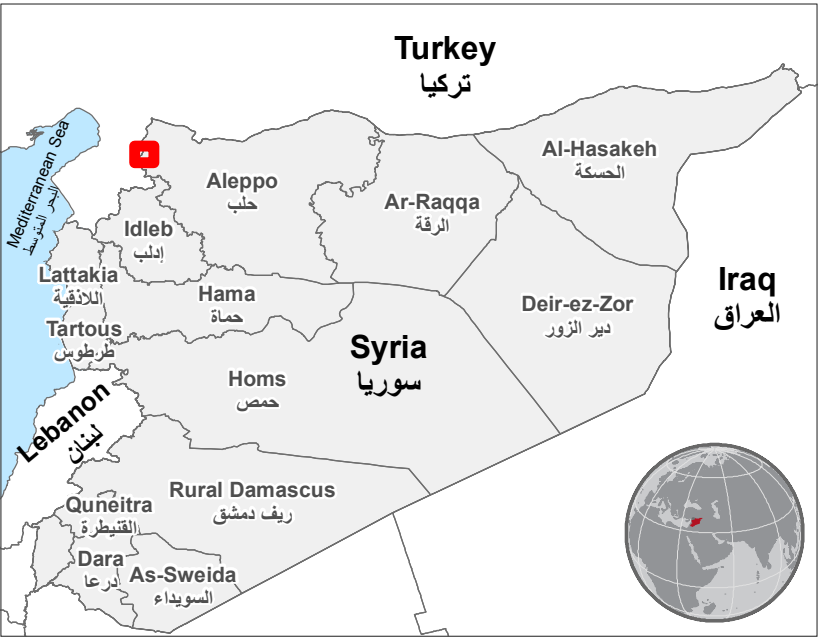 Turkey
تركيا
Mediterranean Sea
البحر المتوسط
Al-Hasakeh
الحسكة
Aleppo
حلب
Ar-Raqqa
الرقة
Idleb
إدلب
Lattakia
اللاذقية
Hama
حماة
Deir-ez-Zor
دير الزور
Iraq
العراق
Tartous
طرطوس
Syria
سوريا
Homs
حمص
Lebanon
لبنان
Rural Damascus
ريف دمشق
Quneitra
القنيطرة
Dara
درعا
As-Sweida
السويداء